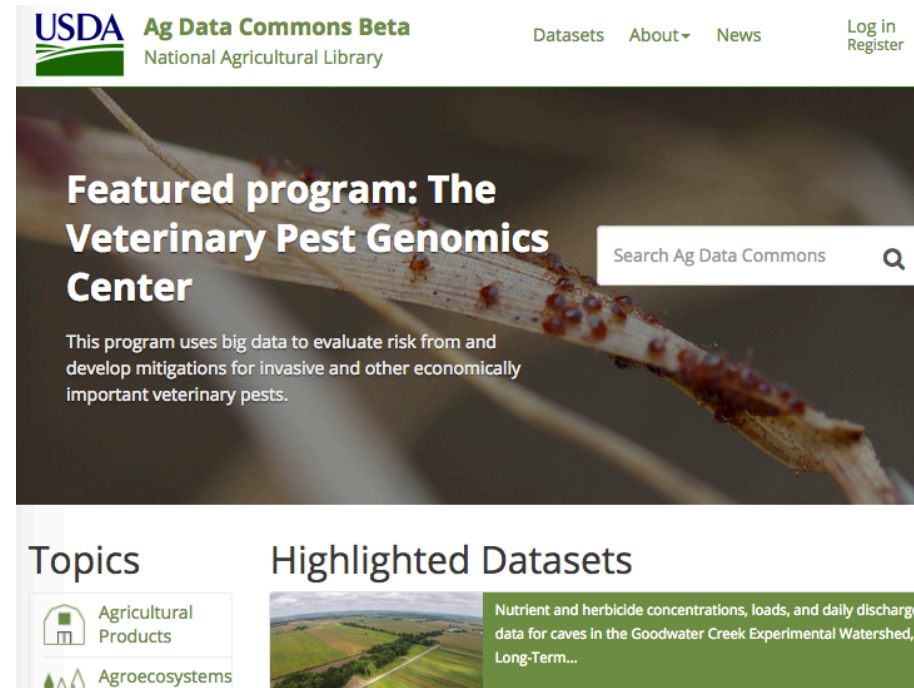 USDA
Ag Data Commons Beta
National Agricultural Library
Datasets About News
Log in
Register
Featured program: The
Veterinary Pest Genomics
Center
This program uses big data to evaluate risk from and
develop mitigations for invasive and other economically
important veterinary pests.
Search Ag Data Commons
Topics
Agricultural
Products
Agroecosystems
Highlighted Datasets
Nutrient and herbicide concentrations, loads, and daily discharge
data for caves in the Goodwater Creek Experimental Watershed,
Long-Term...